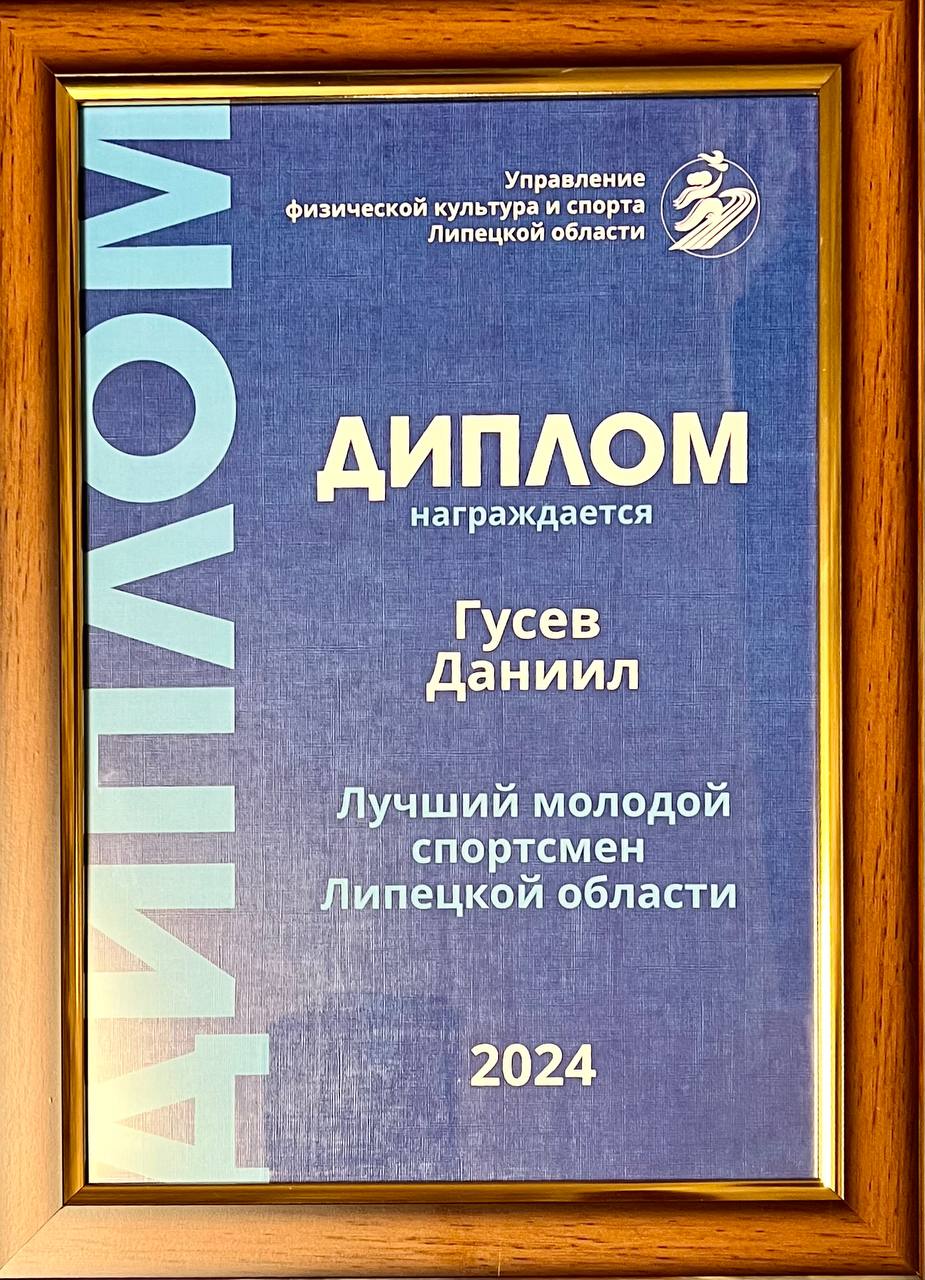 ДИПЛОМ
Управление
физической культура и спорта
Липецкой области
ДИПЛОМ
награждается
Гусев
Даниил
Лучший молодой
спортсмен
Липецкой области
2024